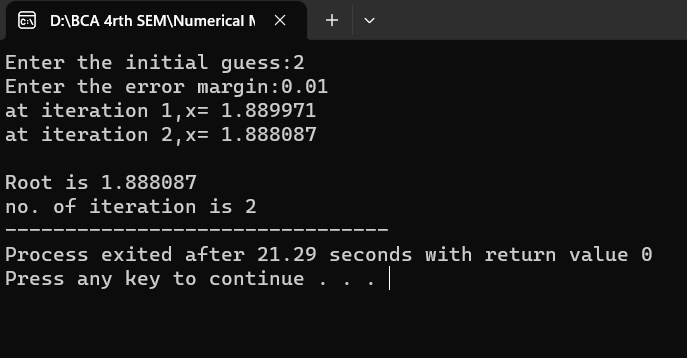 D:\BCA 4rth SEM\Numerical M
Enter the initial guess:2
Enter the error margin:0.01
at iteration 1,x= 1.889971
at iteration 2,x= 1.888087
Root is 1.888087
no. of iteration is 2
--------------------------------
Process exited after 21.29 seconds with return value 0
Press any key to continue . . .